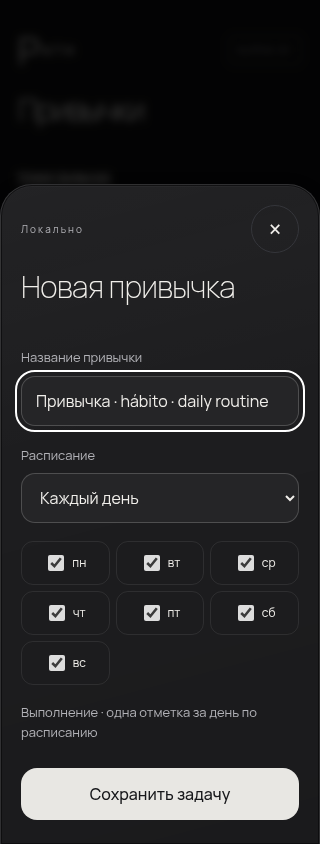 Привычки
Локально
×
Новая привычка
Название привычки
Привычка · hábito · daily routine
Расписание
Каждый день
пн
вт
ср
чт
пт
сб
вс
Выполнение · одна отметка за день по
расписанию
Сохранить задачу